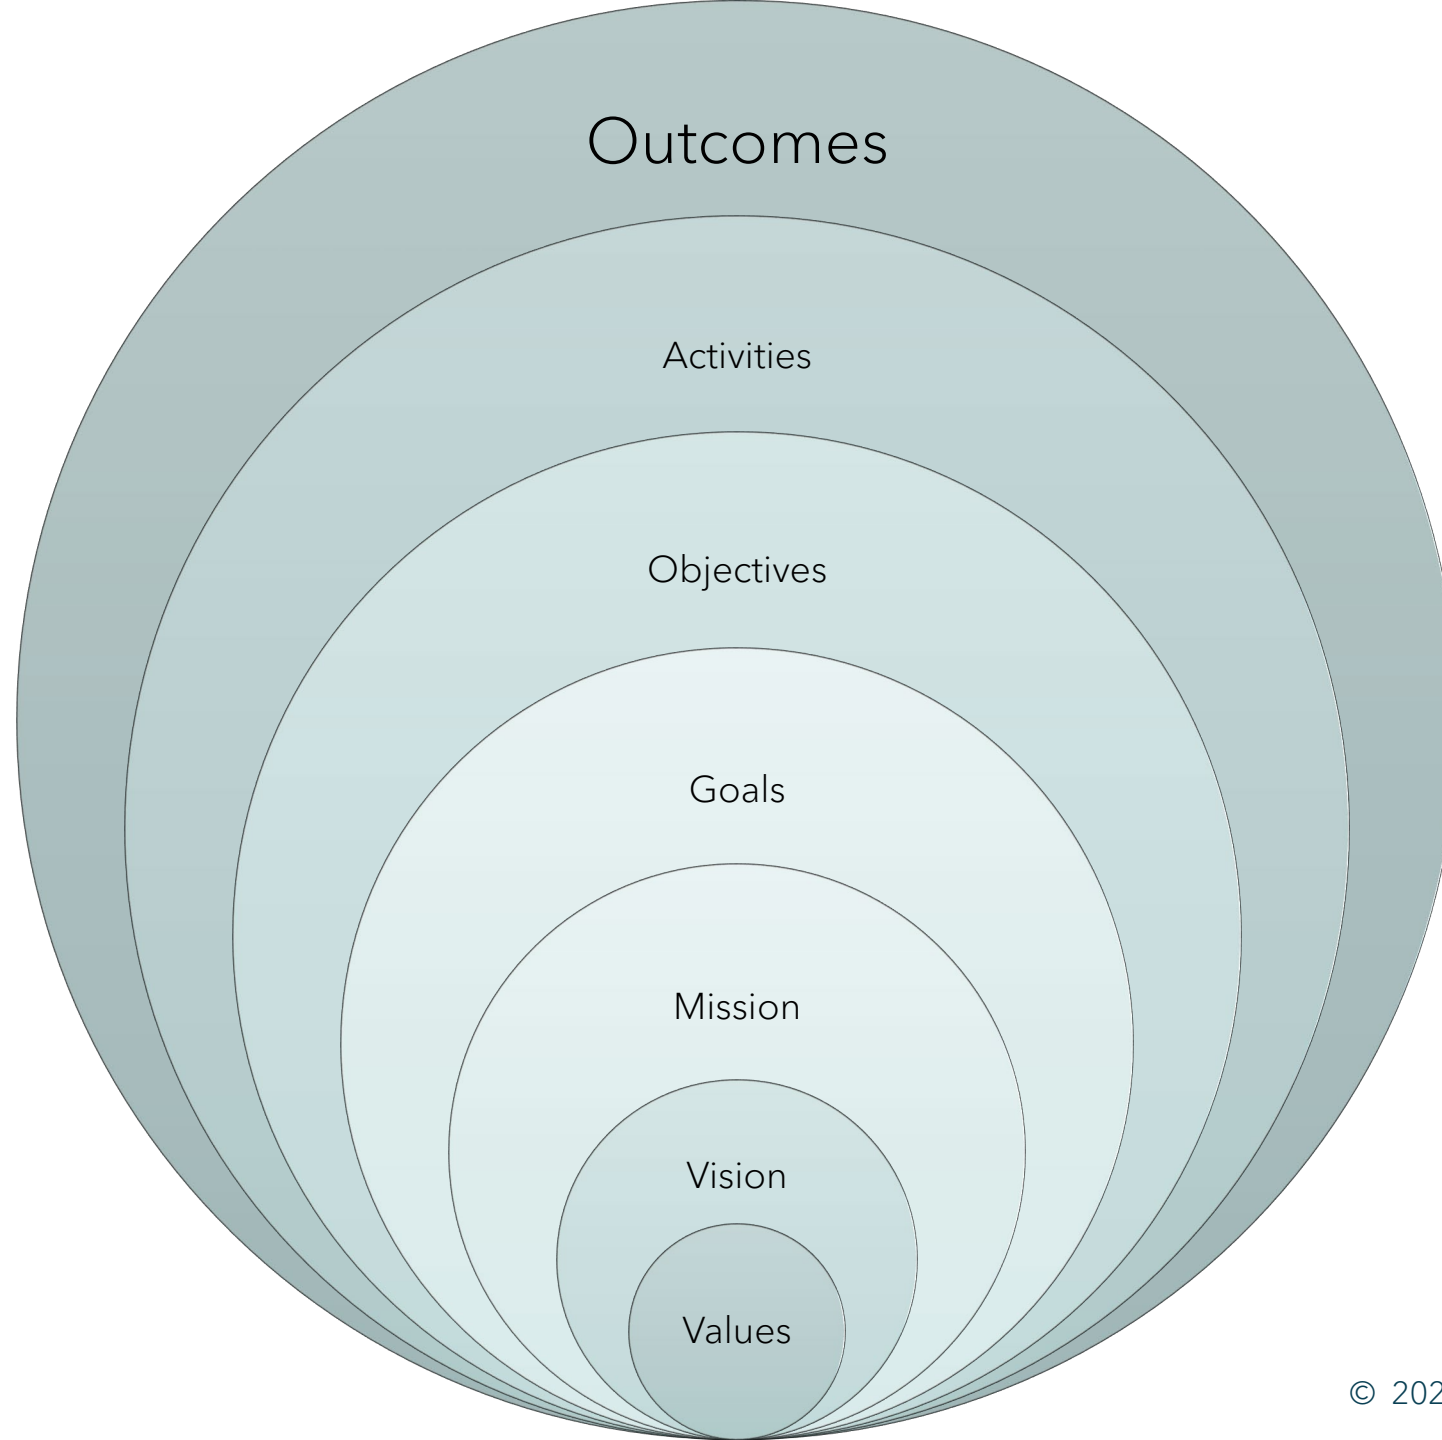 Outcomes
Activities
Objectives
Goals
Mission
Vision
Values
© 202